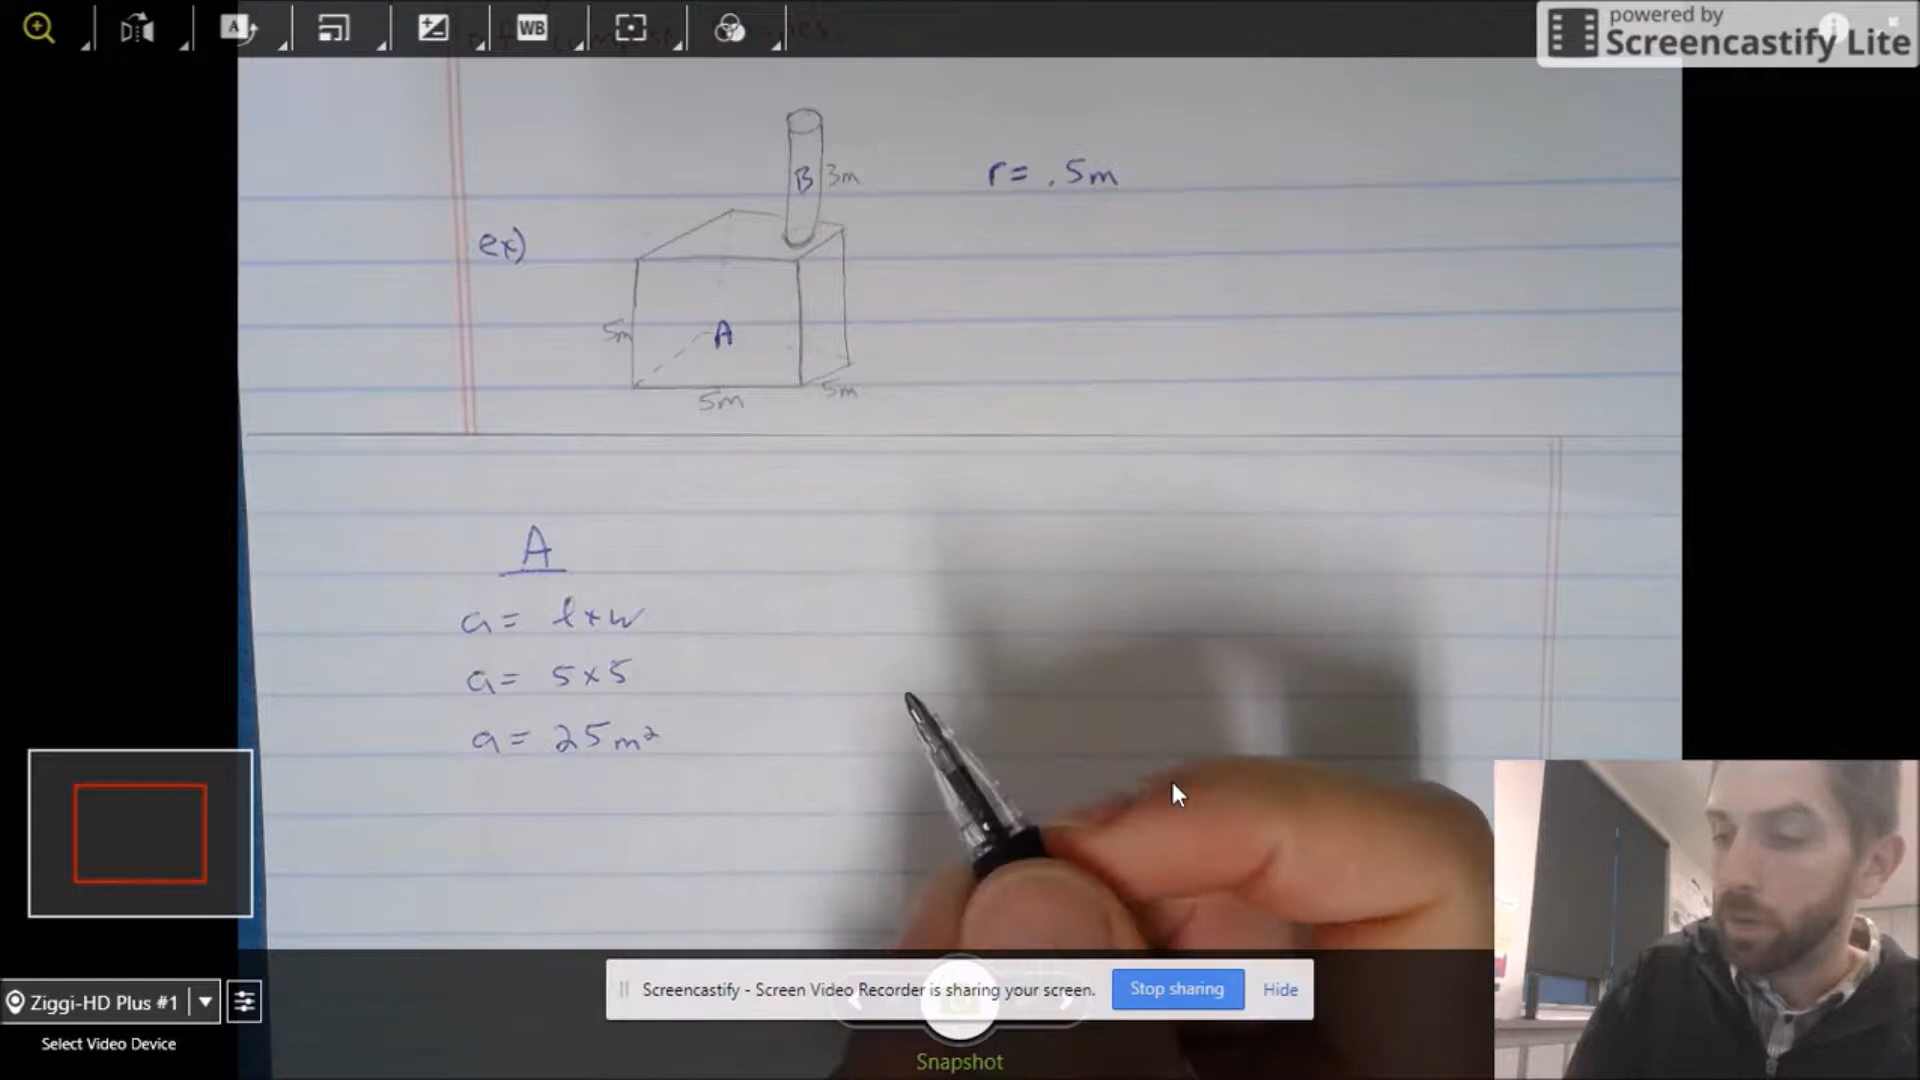 A
WB
powered by
Screencastify Lite
B 3m
r= .5m
ex)
5m
A
5m
5m
A
a= l×w
a= 5×5
a= 25m²
Ziggi-HD Plus #1
Select Video Device
Screencastify - Screen Video Recorder is sharing your screen.
Stop sharing
Hide
Snapshot